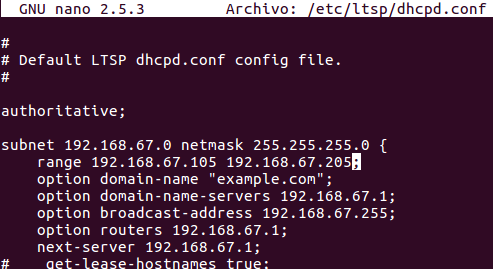 GNU nano 2.5.3 Archivo: /etc/ltsp/dhcpd.conf
#
# Default LTSP dhcpd.conf config file.
#
authoritative;
subnet 192.168.67.0 netmask 255.255.255.0 {
range 192.168.67.105 192.168.67.205;
option domain-name "example.com";
option domain-name-servers 192.168.67.1;
option broadcast-address 192.168.67.255;
option routers 192.168.67.1;
next-server 192.168.67.1;
# get-lease-hostnames true;